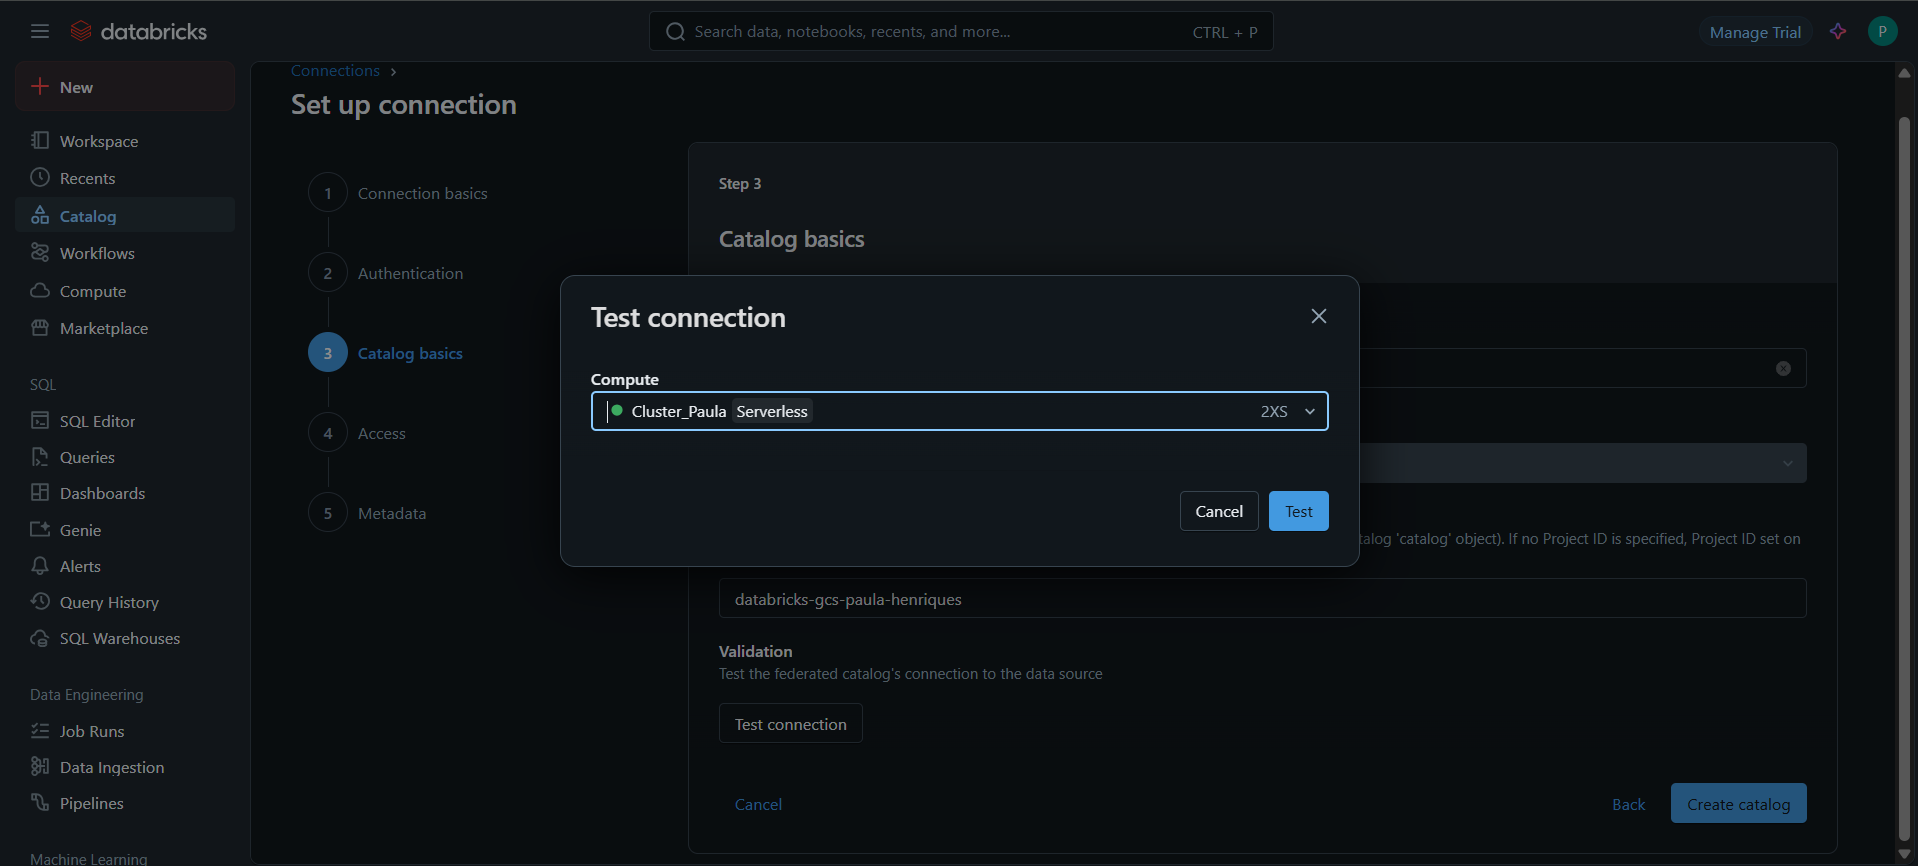 databricks
Search data, notebooks, recents, and more...
CTRL + P
Manage Trial
P
New
Workspace
Recents
Catalog
Workflows
Compute
Marketplace
SQL
SQL Editor
Queries
Dashboards
Genie
Alerts
Query History
SQL Warehouses
Data Engineering
Job Runs
Data Ingestion
Pipelines
Machine Learning
Connections
Set up connection
1 Connection basics
2 Authentication
3 Catalog basics
4 Access
5 Metadata
Step 3
Catalog basics
Test connection
Compute
Cluster_Paula Serverless 2XS
Cancel Test
'catalog' object). If no Project ID is specified, Project ID set on
databricks-gcs-paula-henriques
Validation
Test the federated catalog's connection to the data source
Test connection
Cancel
Back
Create catalog